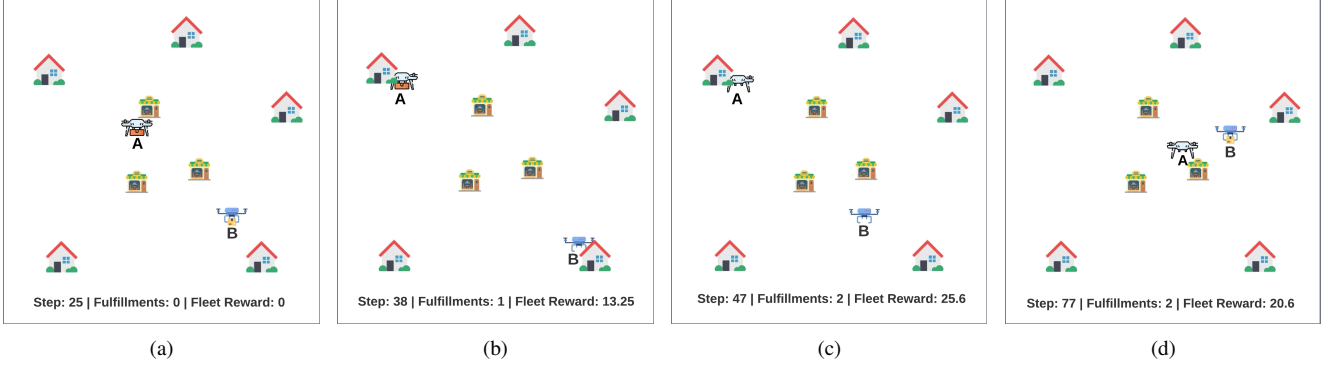 A
B
Step: 25 | Fulfillments: 0 | Fleet Reward: 0
(a)
A
B
Step: 38 | Fulfillments: 1 | Fleet Reward: 13.25
(b)
A
B
Step: 47 | Fulfillments: 2 | Fleet Reward: 25.6
(c)
A
B
Step: 77 | Fulfillments: 2 | Fleet Reward: 20.6
(d)